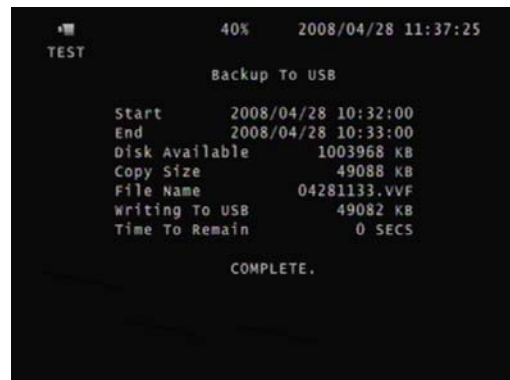 40% 2008/04/28 11:37:25
TEST
Backup To USB
Start 2008/04/28 10:32:00
End 2008/04/28 10:33:00
Disk Available 1003968 KB
Copy Size 49088 KB
File Name 04281133.VVF
Writing To USB 49082 KB
Time To Remain 0 SECS
COMPLETE.